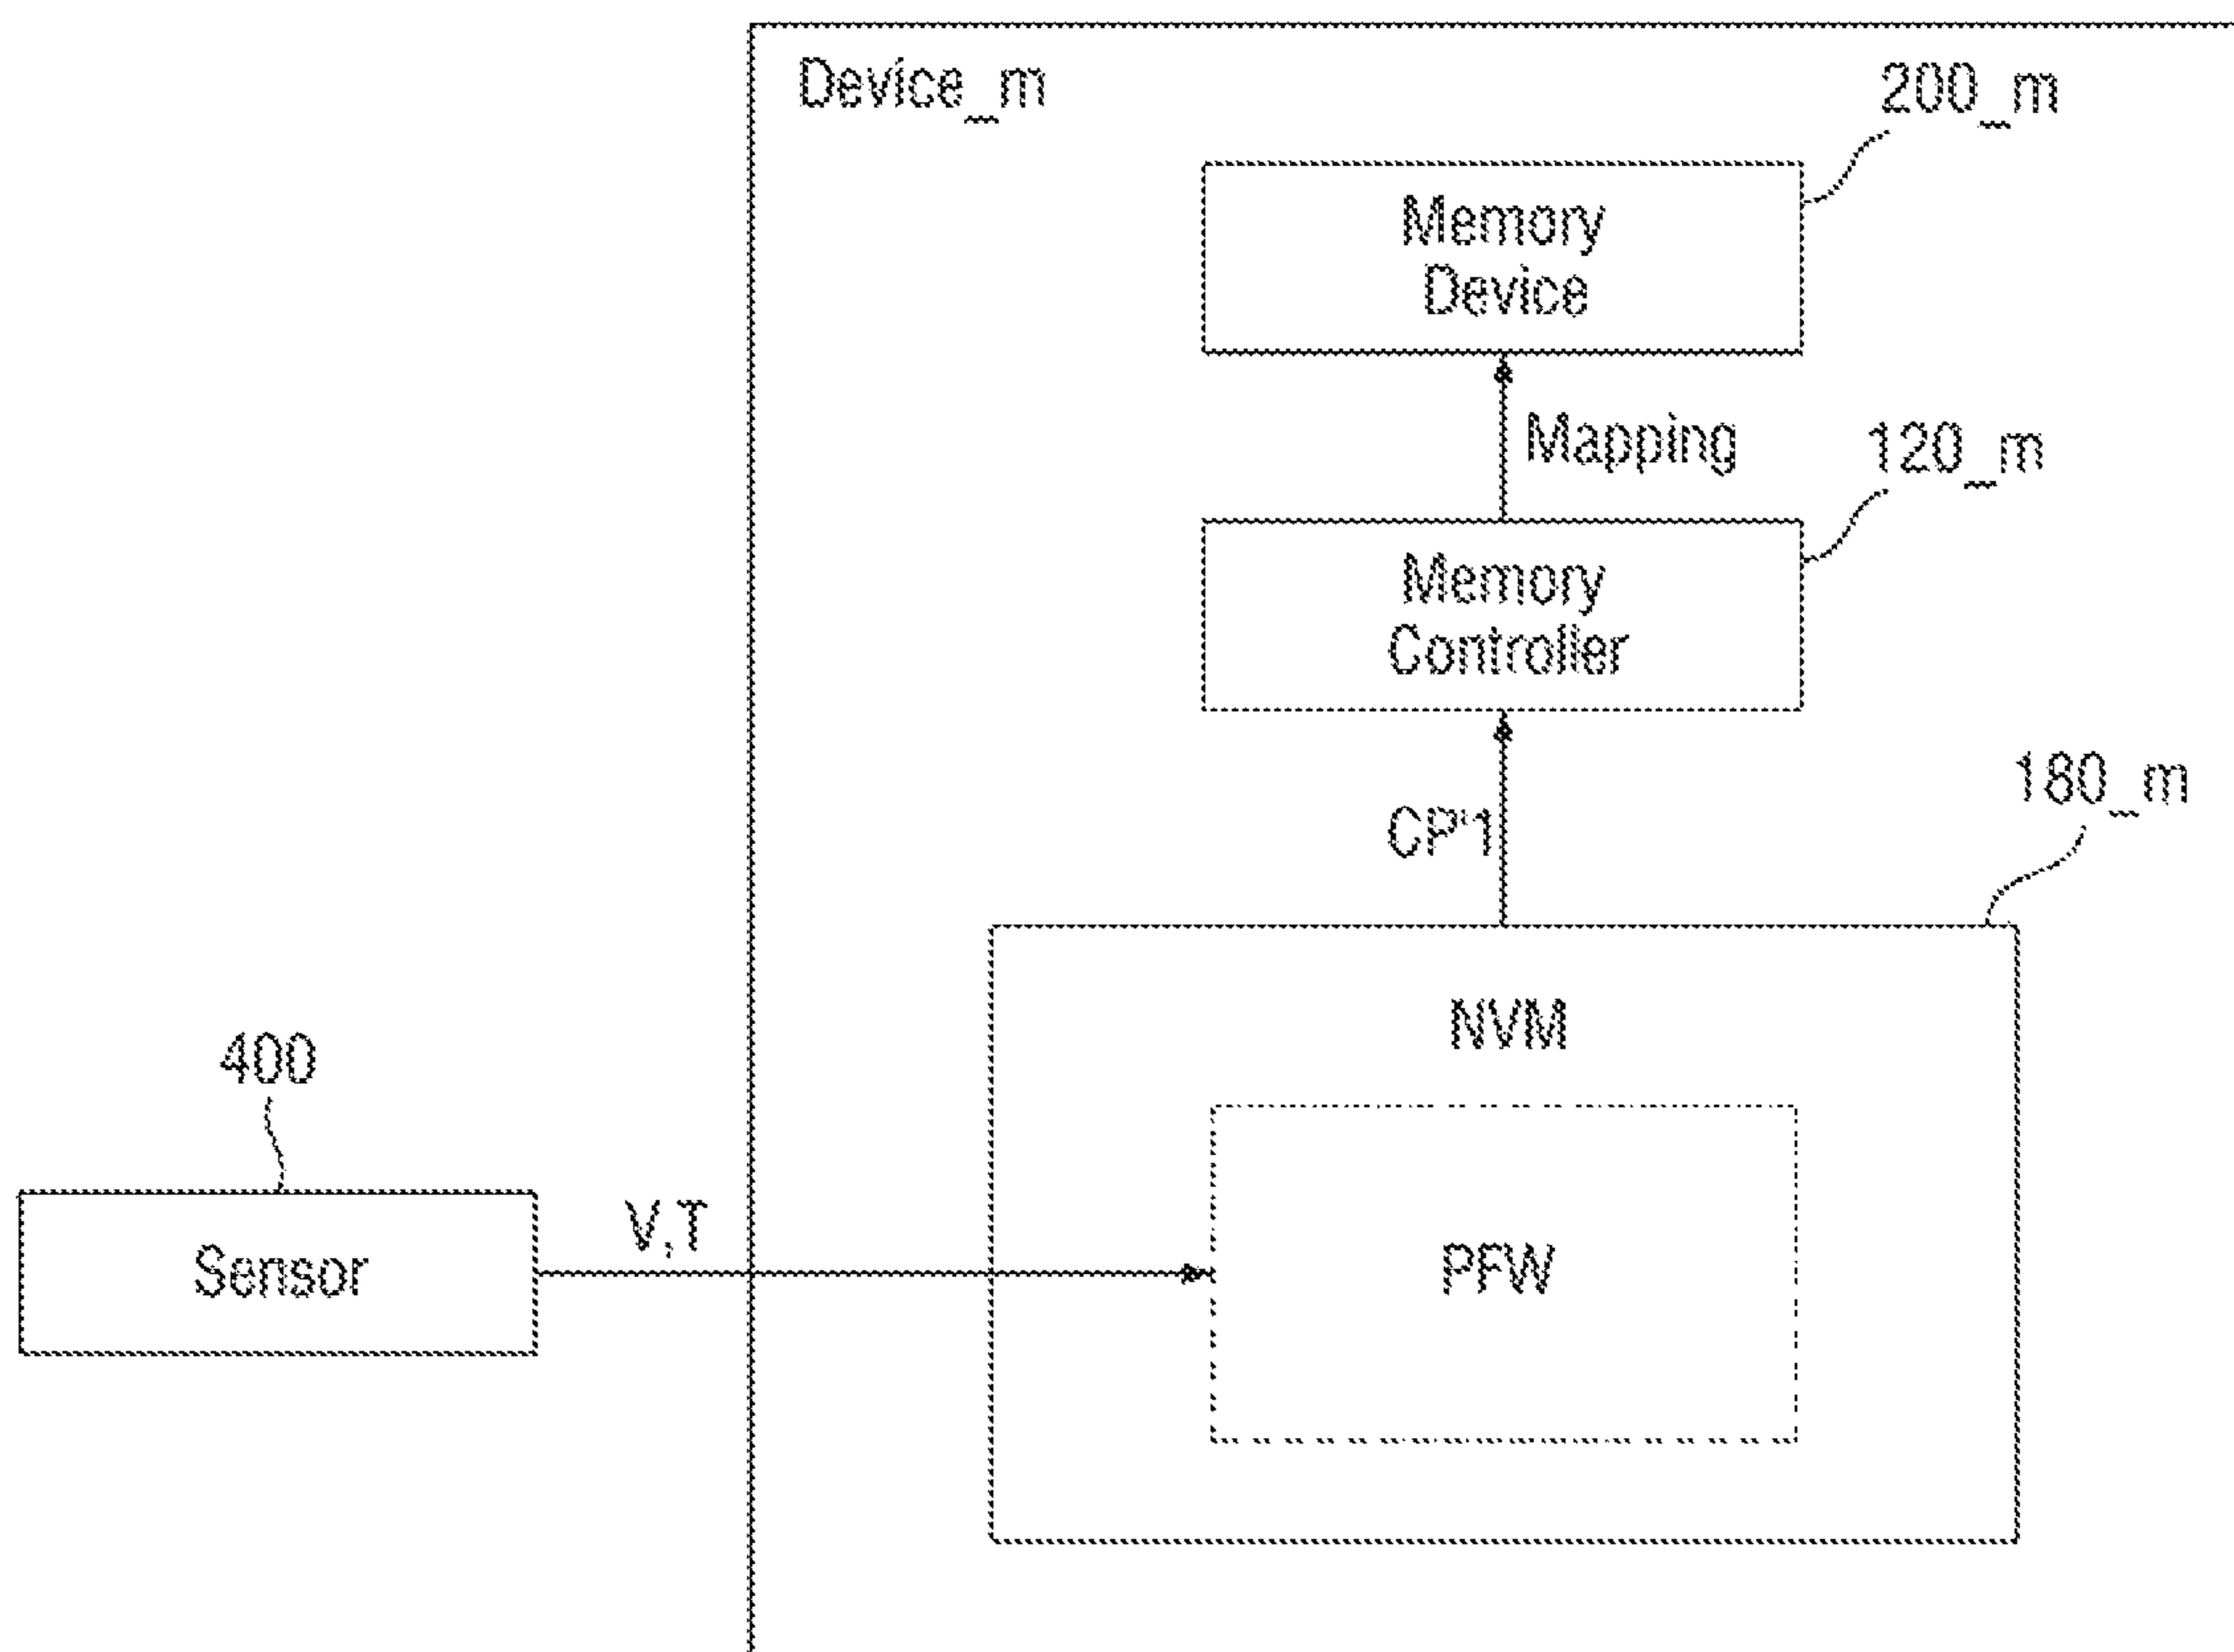 Device_m
200_m
Memory
Device
Mapping
120_m
Memory
Controller
180_m
CP'1
NVM
400
V,T
Sensor
PFW